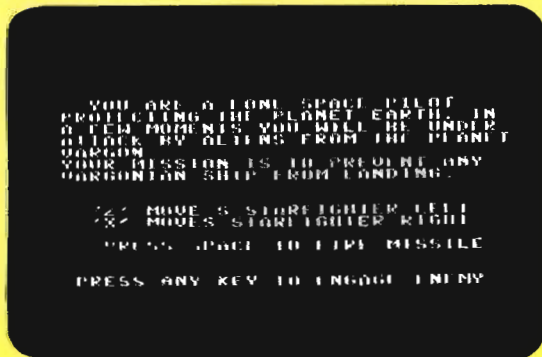 YOU ARE A LONE SPACE PILOT
PROTECTING THE PLANET EARTH. IN
A FEW MOMENTS YOU WILL BE UNDER
ATTACK BY ALIENS FROM THE PLANET
VARGON
YOUR MISSION IS TO PREVENT ANY
VARGONIAN SHIP FROM LANDING.
'Z' MOVE S STARFIGHTER LEFT
'X' MOVES STARFIGHTER RIGHT
PRESS SPACE TO FIRE MISSILE
PRESS ANY KEY TO ENGAGE ENEMY